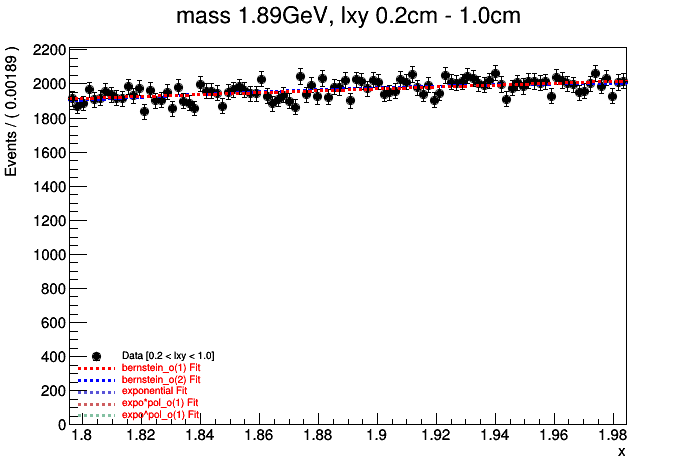 mass 1.89GeV, lxy 0.2cm - 1.0cm
Events / ( 0.00189 )
2200
2000
1800
1600
1400
1200
1000
800
600
400
200
0
Data [0.2 < lxy < 1.0]
bernstein_o(1) Fit
bernstein_o(2) Fit
exponential Fit
expo*pol_o(1) Fit
expo^pol_o(1) Fit
1.8 1.82 1.84 1.86 1.88 1.9 1.92 1.94 1.96 1.98
x